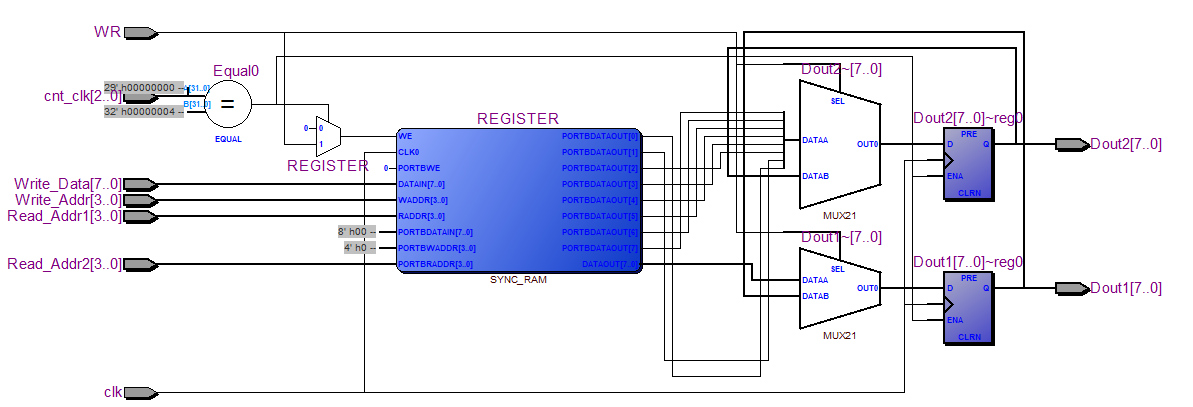 WR
Equal0
29' h00000000 --
A[31..0]
cnt_clk[2..0]
B[31..0]
32' h00000004 --
=
EQUAL
0
0
1
REGISTER
REGISTER
WE
CLK0
0
PORTBWE
Write_Data[7..0]
DATAIN[7..0]
Write_Addr[3..0]
WADDR[3..0]
Read_Addr1[3..0]
RADDR[3..0]
8' h00 --
PORTBDATAIN[7..0]
4' h0 --
PORTBWADDR[3..0]
Read_Addr2[3..0]
PORTBRADDR[3..0]
PORTBDATAOUT[0]
PORTBDATAOUT[1]
PORTBDATAOUT[2]
PORTBDATAOUT[3]
PORTBDATAOUT[4]
PORTBDATAOUT[5]
PORTBDATAOUT[6]
PORTBDATAOUT[7]
DATAOUT[7..0]
SYNC_RAM
Dout2~[7..0]
SEL
DATAA
OUT0
DATAB
MUX21
Dout2[7..0]~reg0
PRE
D
Q
ENA
CLRN
Dout2[7..0]
Dout1~[7..0]
SEL
DATAA
OUT0
DATAB
MUX21
Dout1[7..0]~reg0
PRE
D
Q
ENA
CLRN
Dout1[7..0]
clk